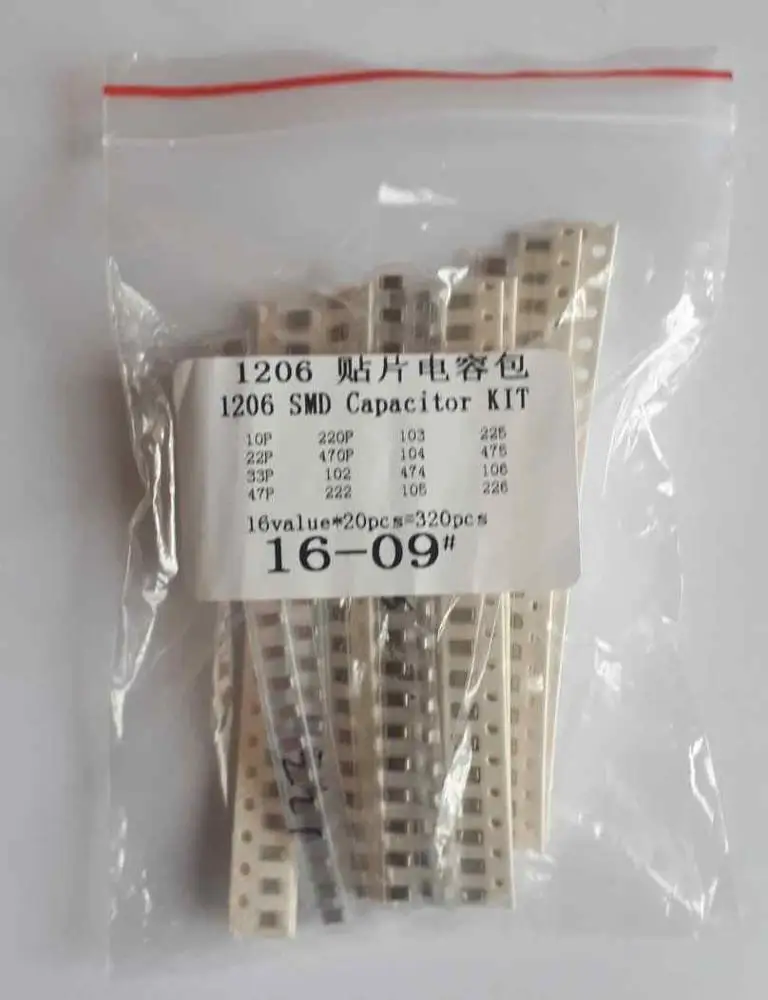 1206 贴片电容包
1206 SMD Capacitor KIT
10P 220P 103 225
22P 470P 104 475
33P 102 474 106
47P 222 105 226
16value*20pcs=320pcs
16-09#